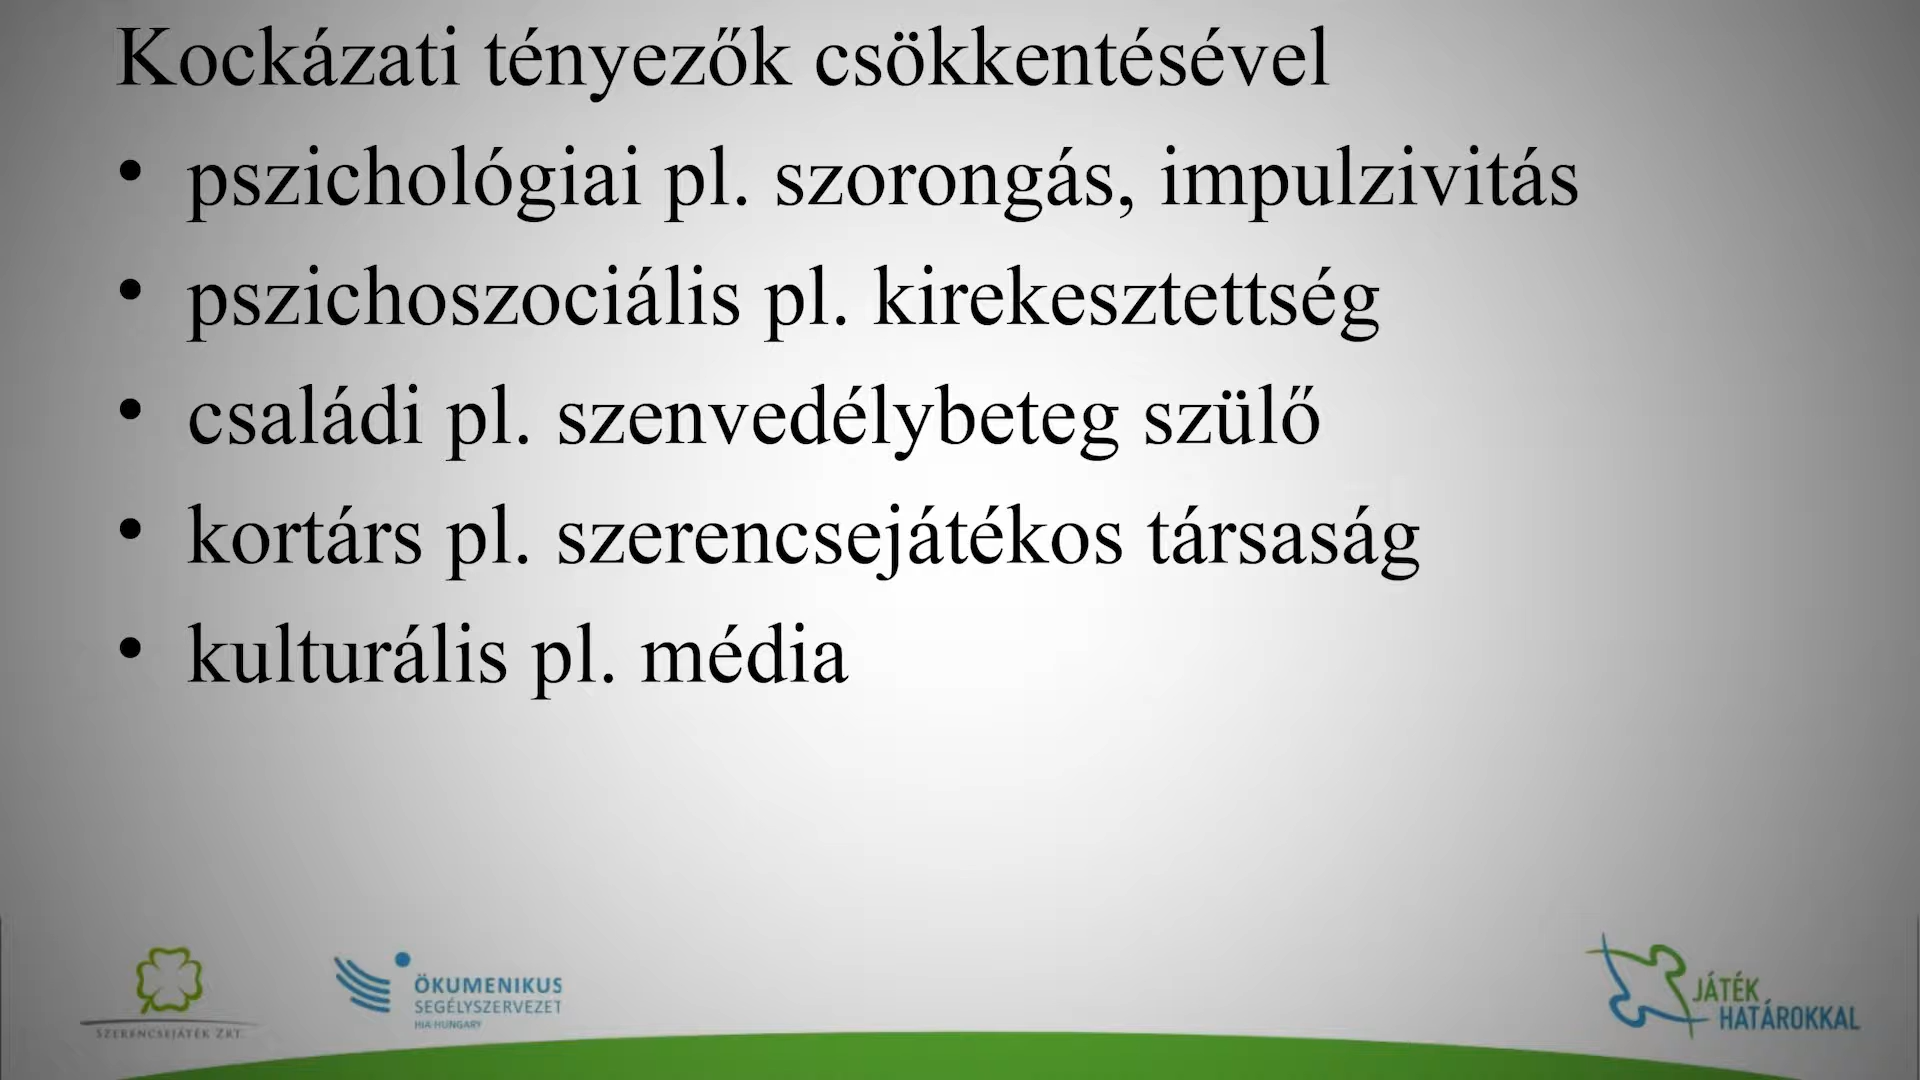 Kockázati tényezők csökkentésével
• pszichológiai pl. szorongás, impulzivitás
• pszichoszociális pl. kirekesztettség
• családi pl. szenvedélybeteg szülő
• kortárs pl. szerencsejátékos társaság
• kulturális pl. média
SZERENCSEJÁTÉK ZRT.
ÖKUMENIKUS
SEGÉLYSZERVEZET
HIA HUNGARY
JÁTÉK
HATÁROKKAL